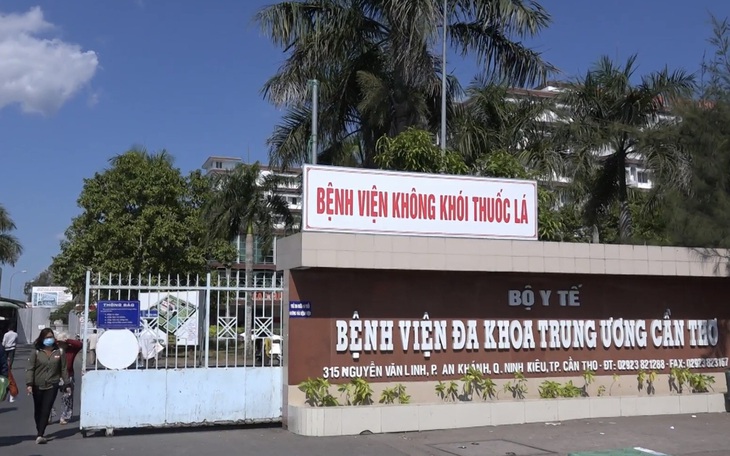 BỆNH VIỆN KHÔNG KHÓI THUỐC LÁ
BỘ Y TẾ
BỆNH VIỆN ĐA KHOA TRUNG ƯƠNG CẦN THƠ
315 NGUYỄN VĂN LINH, P. AN KHÁNH, Q. NINH KIỀU, TP. CẦN THƠ - ĐT: 02923 821288 - FAX: 02923 823167
THÔNG BÁO